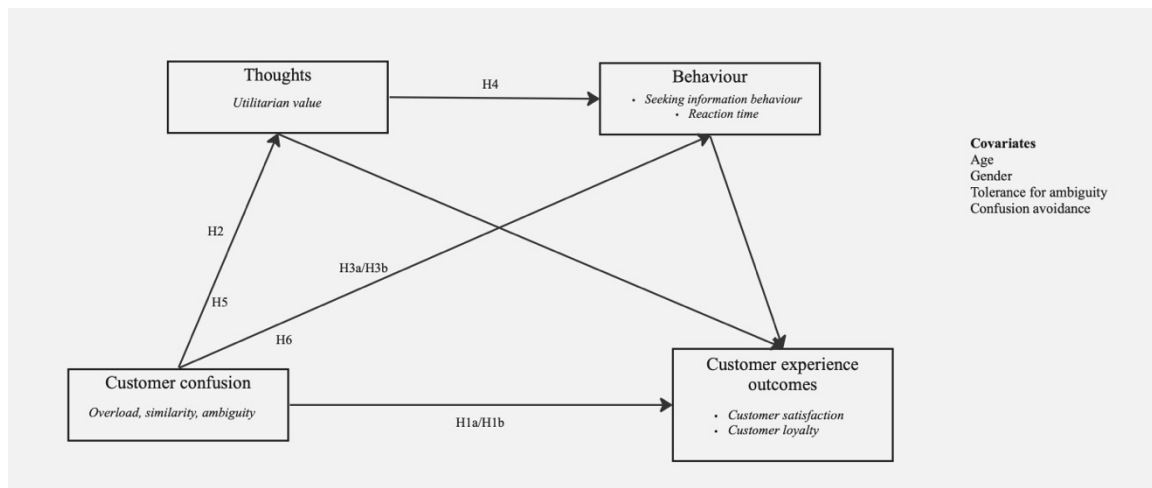 Thoughts
Utilitarian value
H4
Behaviour
• Seeking information behaviour
• Reaction time
Covariates
Age
Gender
Tolerance for ambiguity
Confusion avoidance
H2
H3a/H3b
H5
H6
Customer confusion
Overload, similarity, ambiguity
H1a/H1b
Customer experience
outcomes
• Customer satisfaction
• Customer loyalty